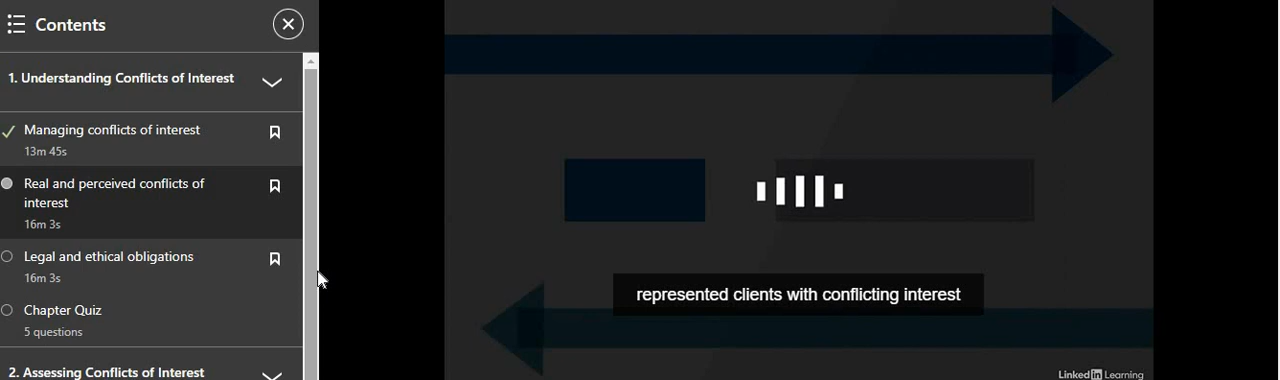 Contents
1. Understanding Conflicts of Interest
Managing conflicts of interest
13m 45s
Real and perceived conflicts of
interest
16m 3s
Legal and ethical obligations
16m 3s
Chapter Quiz
5 questions
2. Assessing Conflicts of Interest
represented clients with conflicting interest
Linked in Learning